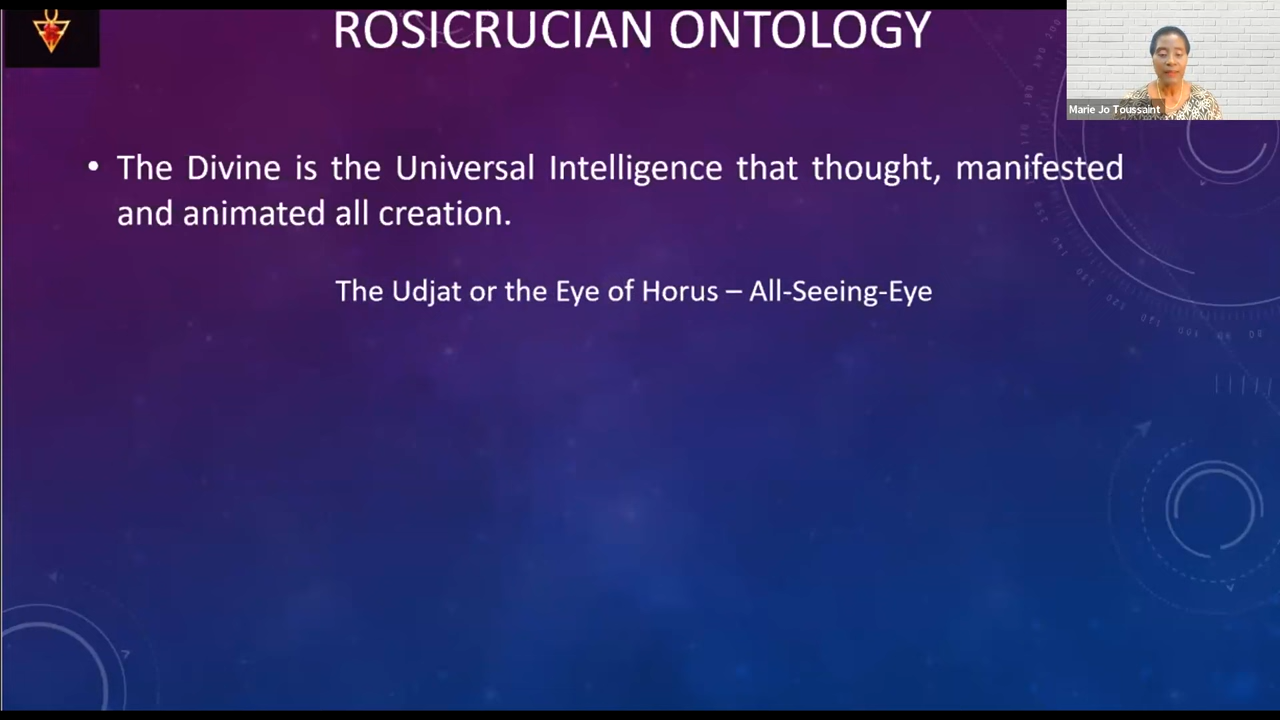 ROSICRUCIAN ONTOLOGY
Marie Jo Toussaint
• The Divine is the Universal Intelligence that thought, manifested
and animated all creation.
The Udjat or the Eye of Horus – All-Seeing-Eye